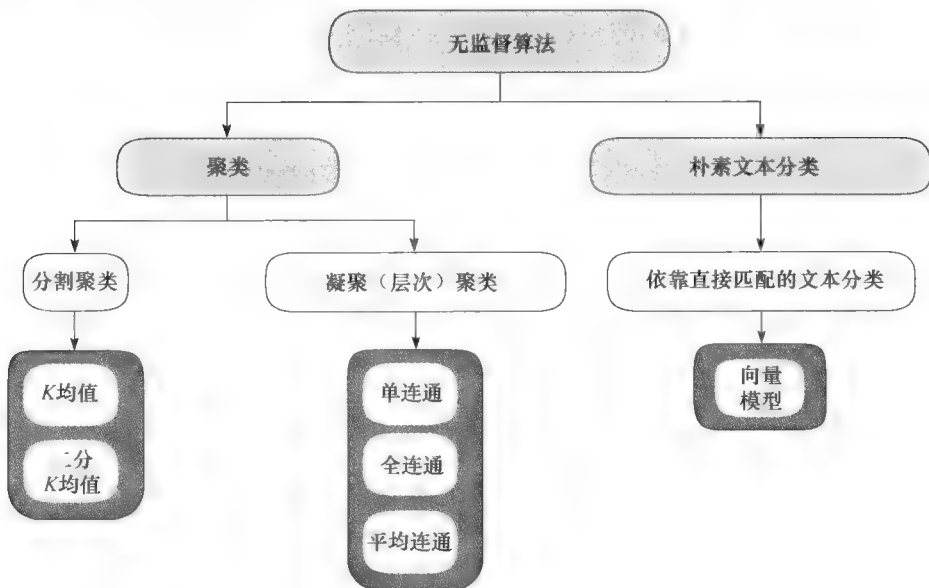 无监督算法
聚类
朴素文本分类
分割聚类
凝聚（层次）聚类
依靠直接匹配的文本分类
K均值
二分
K均值
单连通
全连通
平均连通
向量
模型